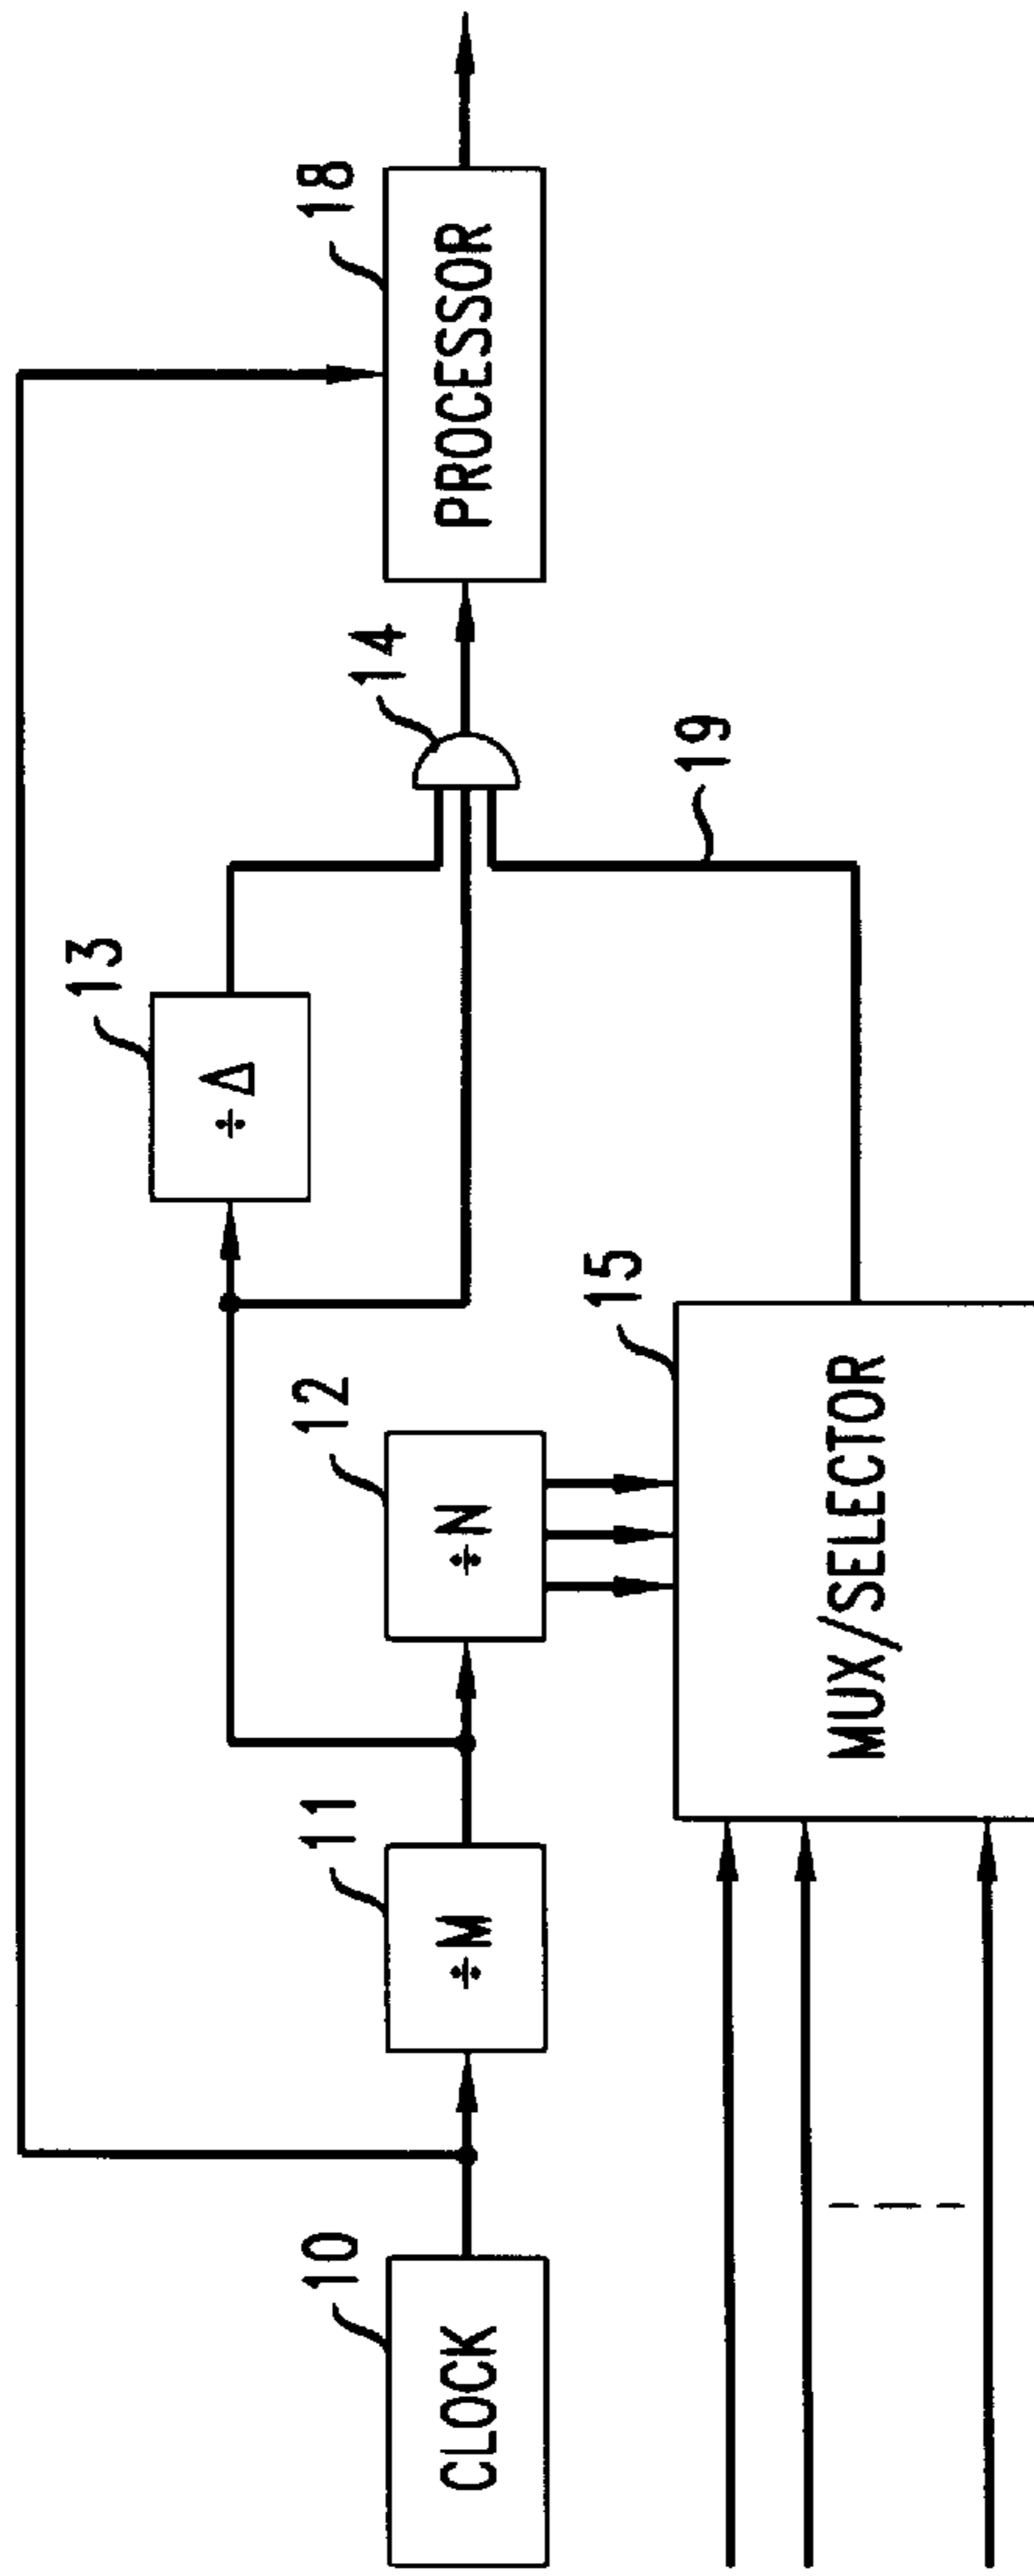 10
CLOCK
11
÷M
12
÷N
13
÷Δ
14
15
MUX/SELECTOR
18
PROCESSOR
19